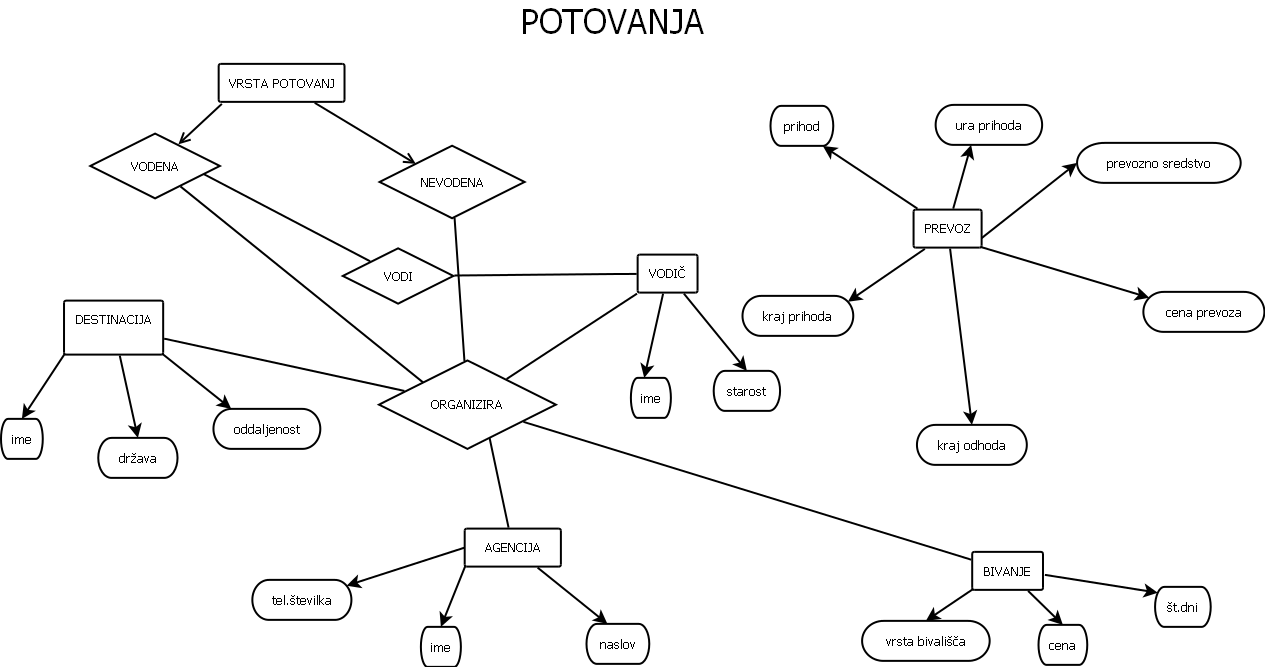 POTOVANJA
VRSTA POTOVANJ
prihod
ura prihoda
prevozno sredstvo
VODENA
NEVODENA
PREVOZ
VODI
VODIČ
DESTINACIJA
kraj prihoda
cena prevoza
ime
starost
ORGANIZIRA
ime
država
oddaljenost
kraj odhoda
AGENCIJA
BIVANJE
tel.številka
ime
naslov
vrsta bivališča
cena
št.dni